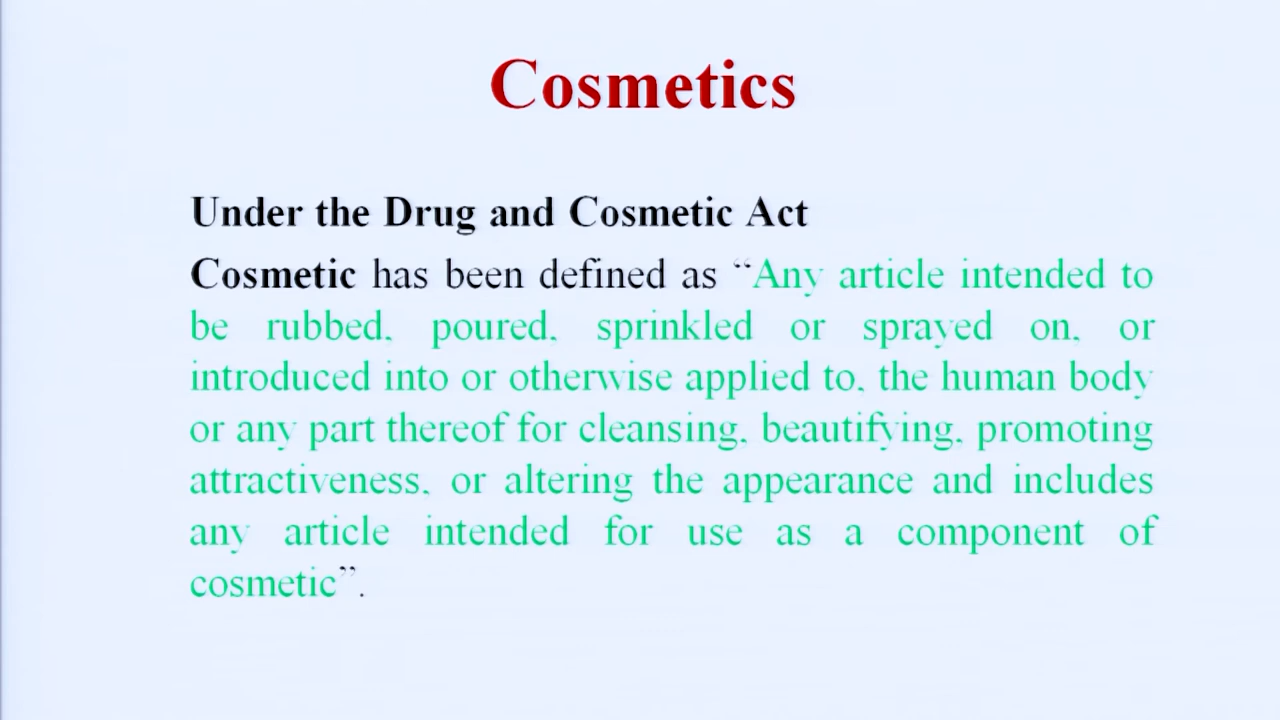 Cosmetics
Under the Drug and Cosmetic Act
Cosmetic has been defined as “Any article intended to
be rubbed, poured, sprinkled or sprayed on, or
introduced into or otherwise applied to, the human body
or any part thereof for cleansing, beautifying, promoting
attractiveness, or altering the appearance and includes
any article intended for use as a component of
cosmetic”.